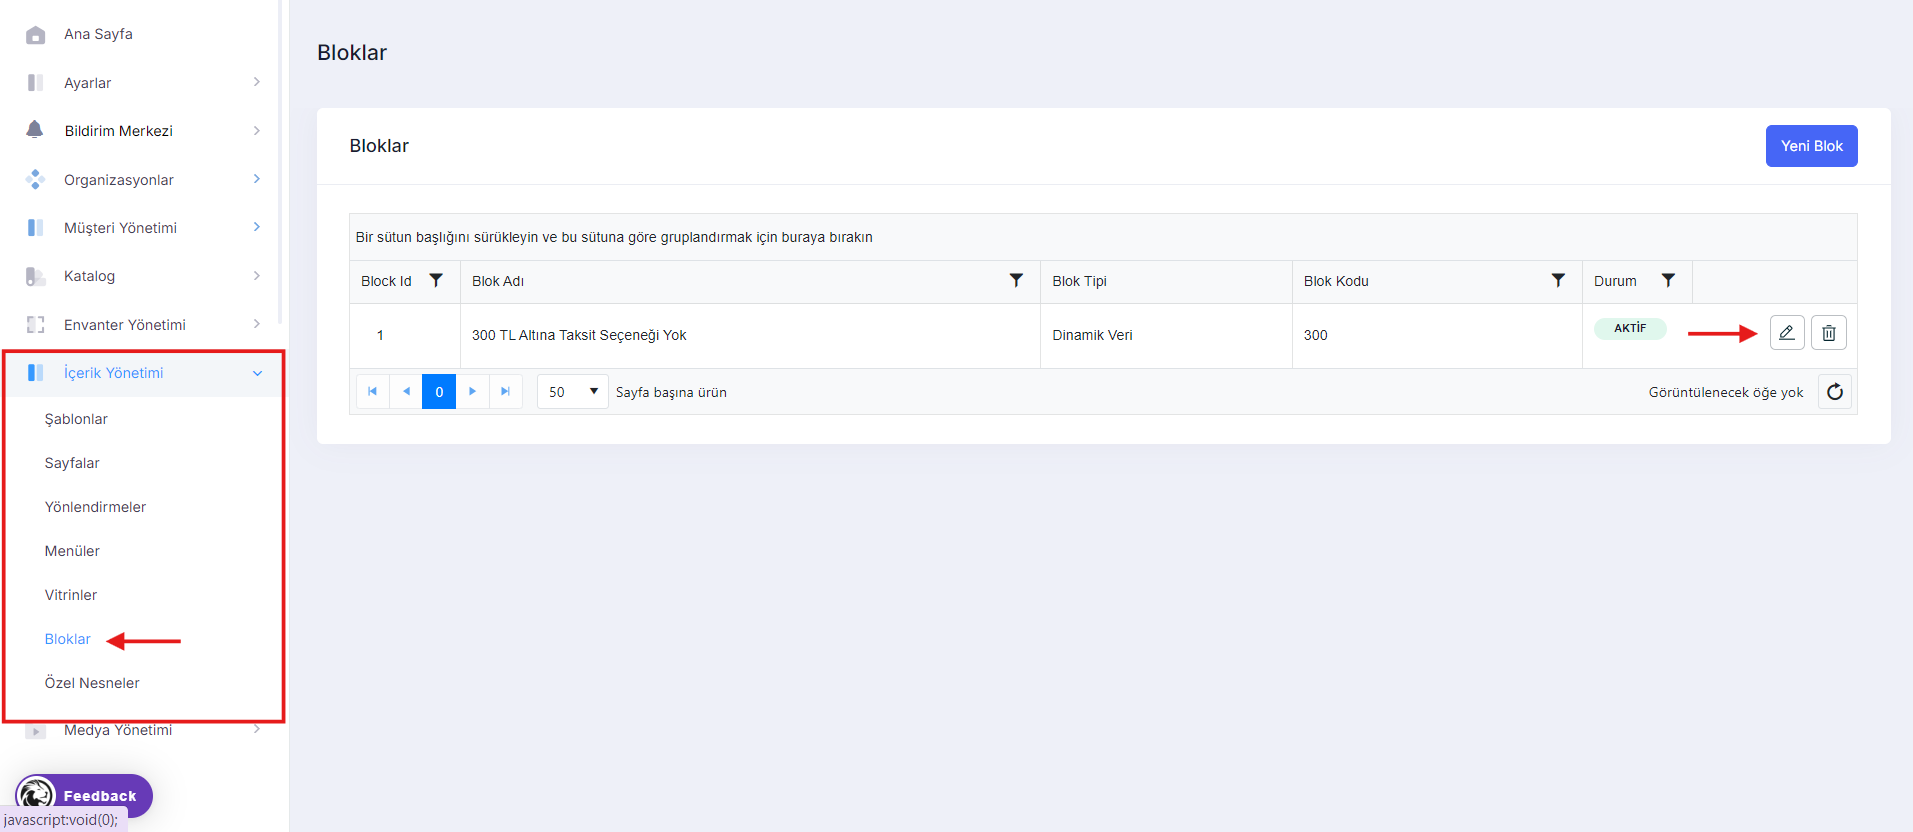 Ana Sayfa
Ayarlar
Bildirim Merkezi
Organizasyonlar
Müşteri Yönetimi
Katalog
Envanter Yönetimi
İçerik Yönetimi
Şablonlar
Sayfalar
Yönlendirmeler
Menüler
Vitrinler
Bloklar
Özel Nesneler
Medya Yönetimi
Feedback
javascript:void(0);
Bloklar
Bloklar
Yeni Blok
Bir sütun başlığını sürükleyin ve bu sütuna göre gruplandırmak için buraya bırakın
Block Id Blok Adı Blok Tipi Blok Kodu Durum
1 300 TL Altına Taksit Seçeneği Yok Dinamik Veri 300 AKTİF
0 50 Sayfa başına ürün Görüntülenecek öğe yok